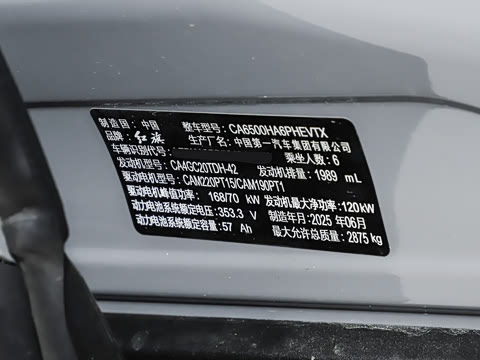 制造国：中国 整车型号：CA6500HA6PHEVTX
品牌：红旗 生产厂名：中国第一汽车集团有限公司
车辆识别代号： 乘坐人数：6
发动机型号：CA4GC20TDH-42 发动机排量：1989 mL
驱动电机型号：CAM220PT15/CAM190PT1
驱动电机峰值功率：168/70 kW 发动机最大净功率：120kW
动力电池系统额定电压：353.3 V 制造年月：2025 年06月
动力电池系统额定容量：57 Ah 最大允许总质量：2875 kg